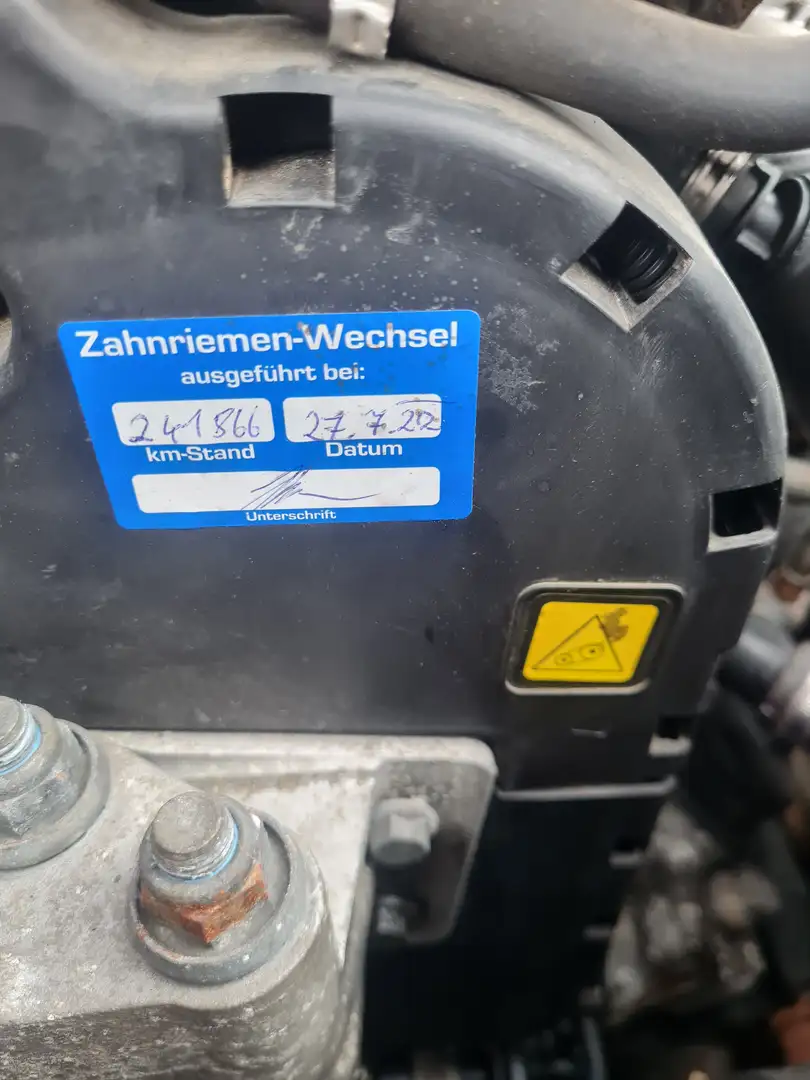 Zahnriemen-Wechsel
ausgeführt bei:
241866 27.7.22
km-Stand Datum
Unterschrift